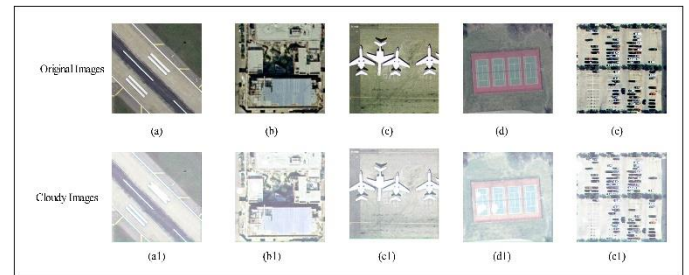 Original Images
(a) (b) (c) (d) (e)
Cloudy Images
(a1) (b1) (c1) (d1) (e1)